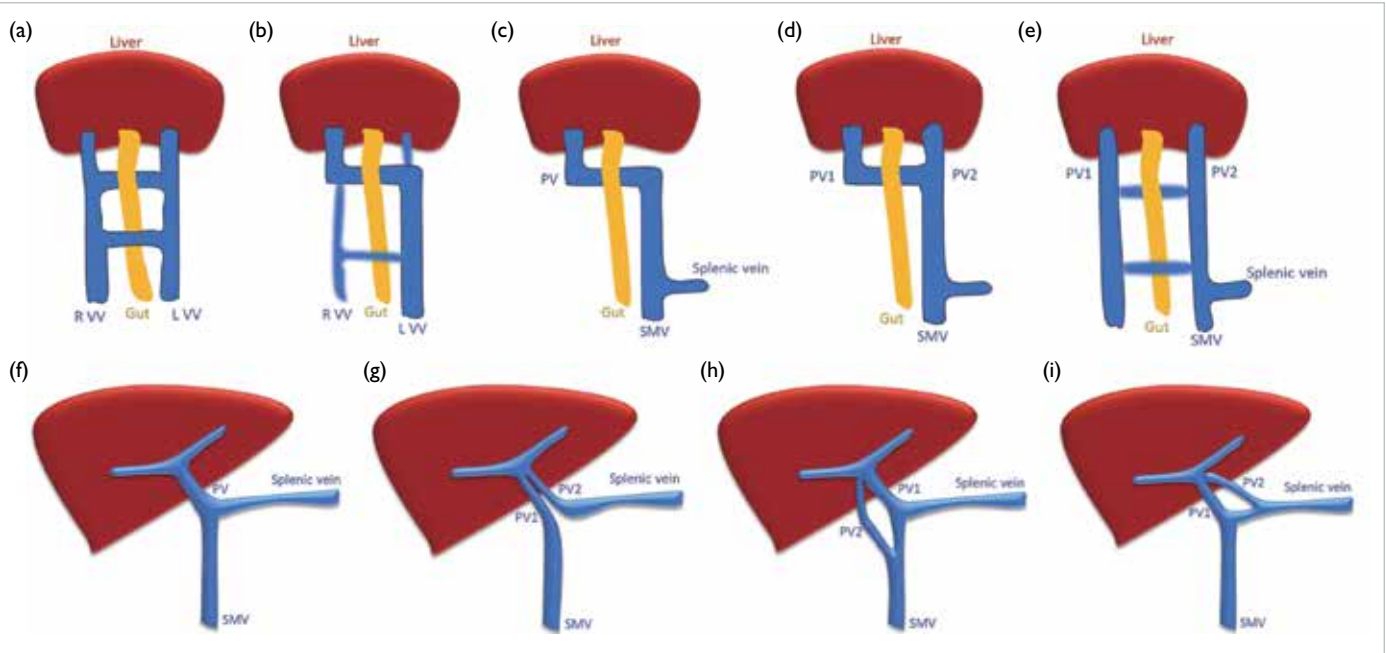 (a)
(b)
(c)
(d)
(e)
Liver
Liver
Liver
Liver
Liver
PV
PV1
PV2
PV1
PV2
Splenic vein
Splenic vein
R VV
Gut
L VV
R VV
Gut
L VV
Gut
SMV
Gut
SMV
Gut
SMV
(f)
(g)
(h)
(i)
Splenic vein
Splenic vein
Splenic vein
Splenic vein
PV
PV2
PV1
PV2
PV1
PV2
PV1
SMV
SMV
SMV
SMV